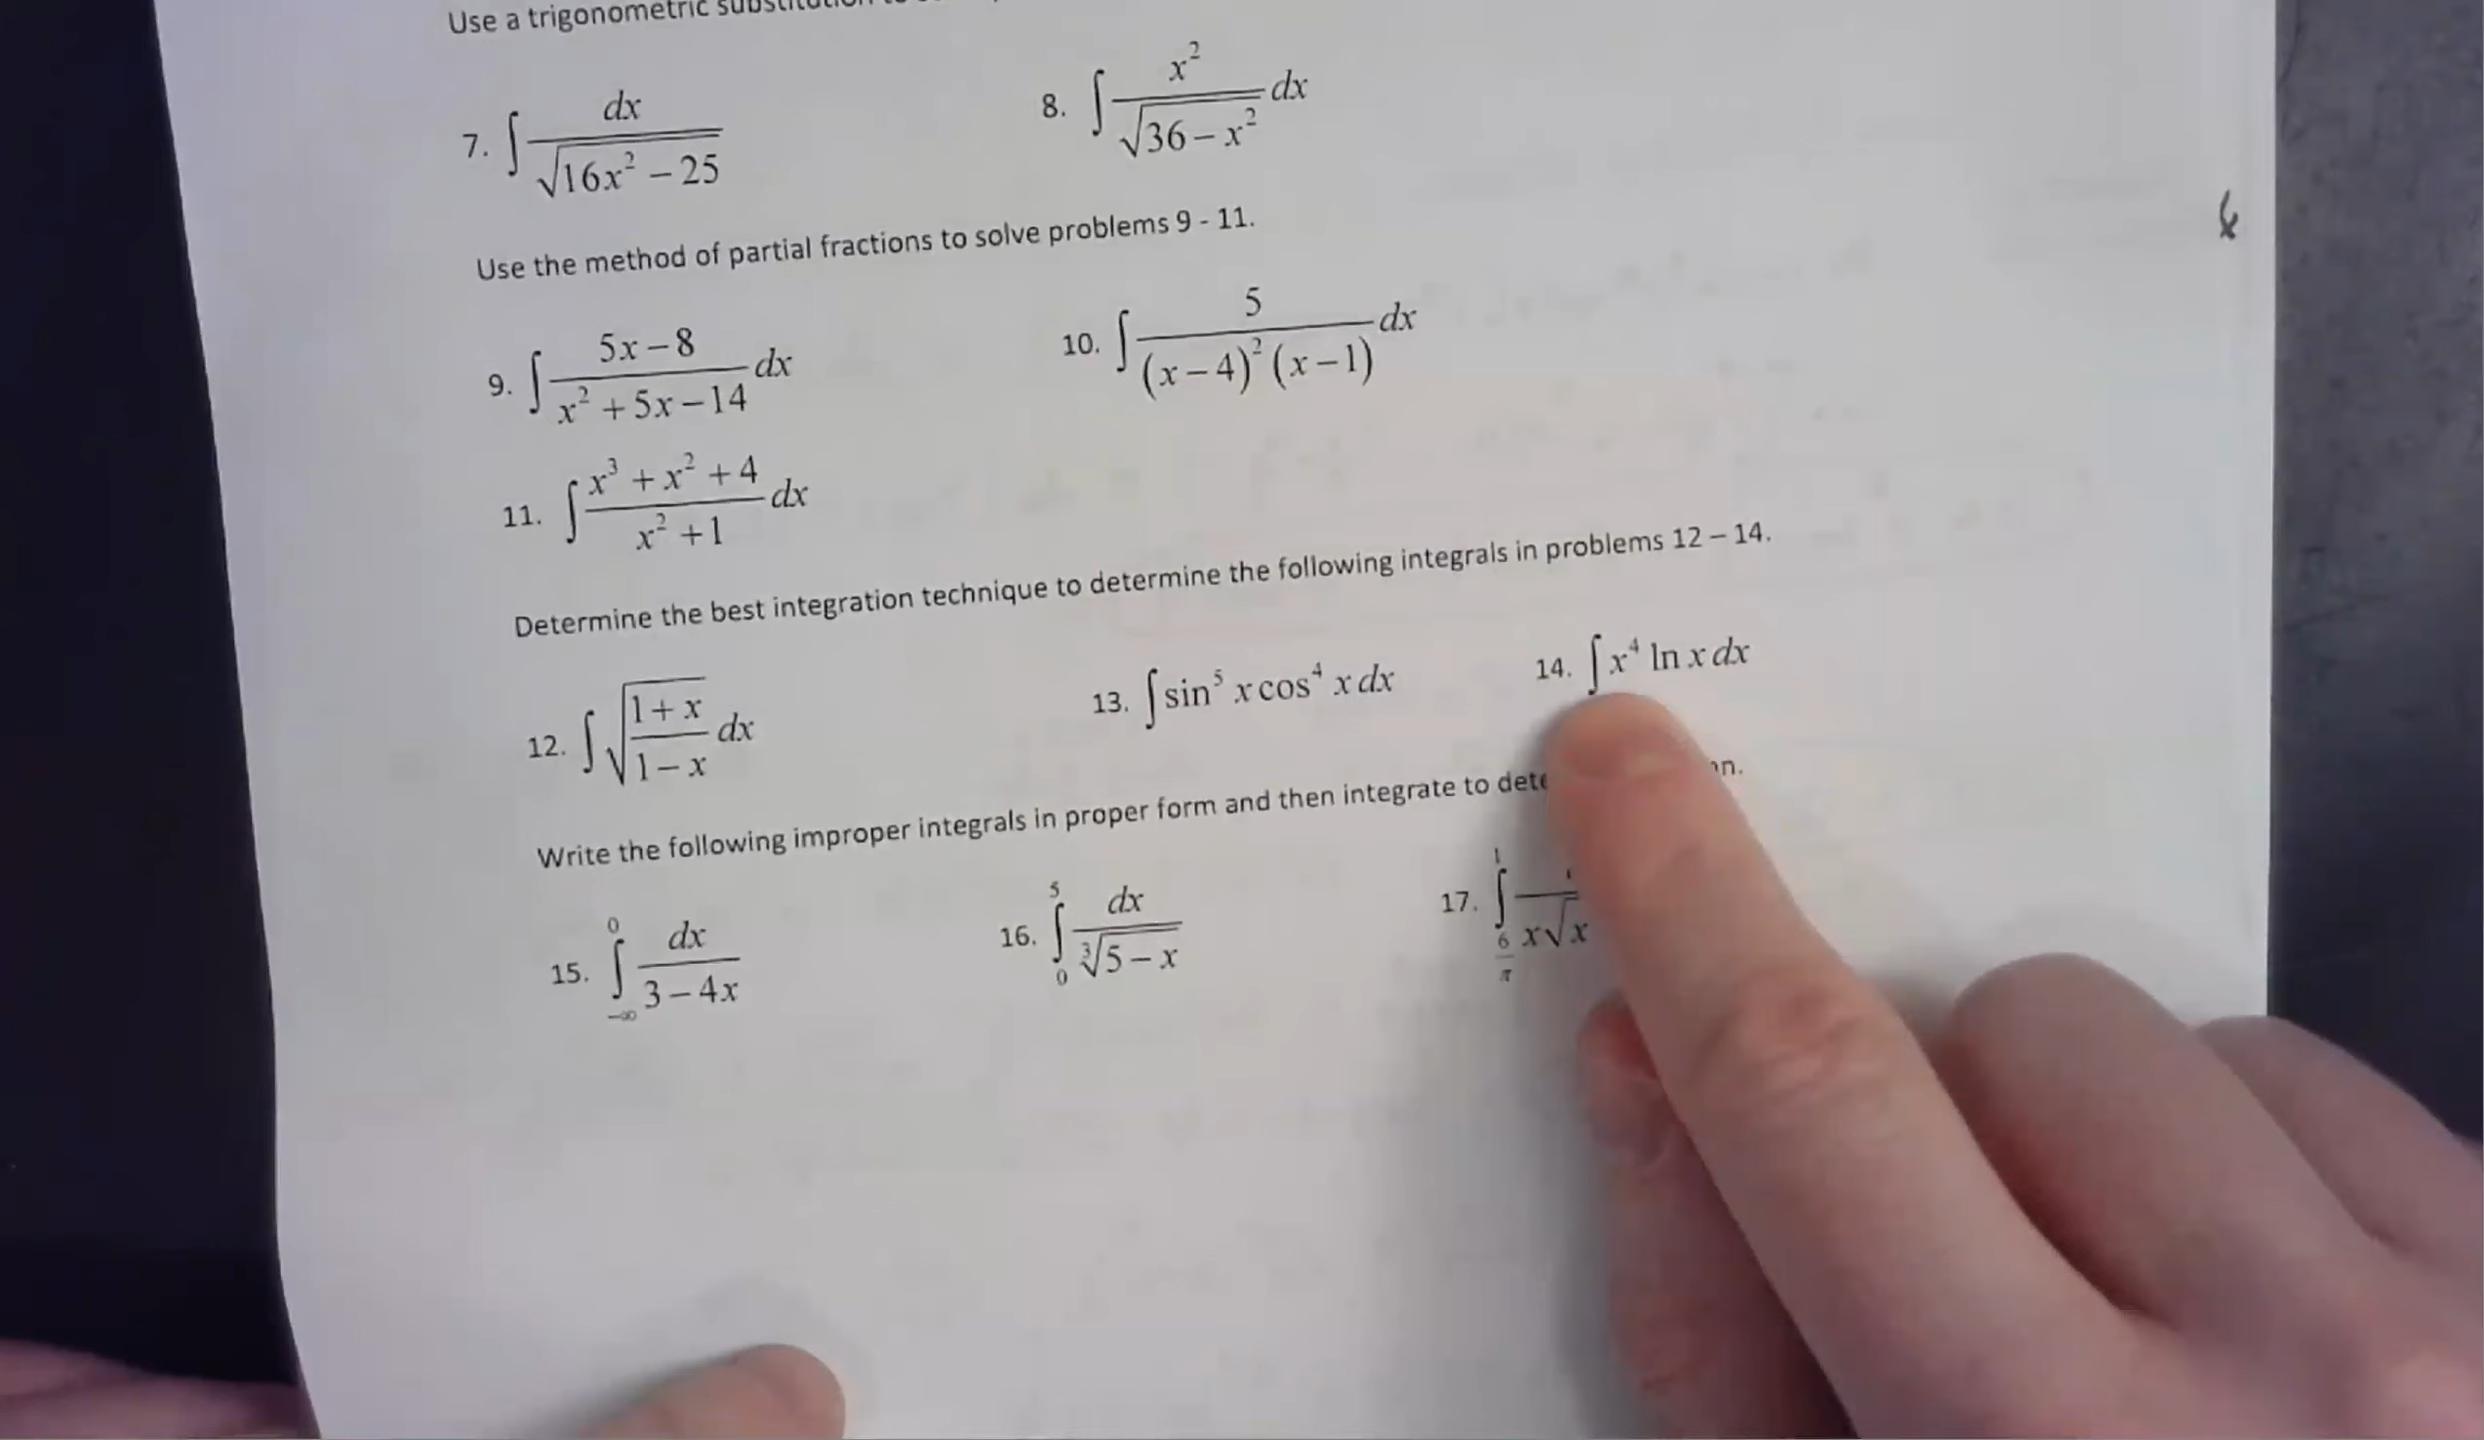 Use a trigonometric
7. ∫ dx / √(16x² − 25)
8. ∫ x² / √(36 − x²) dx
Use the method of partial fractions to solve problems 9 - 11.
9. ∫ (5x − 8) / (x² + 5x − 14) dx
10. ∫ 5 / ((x − 4)² (x − 1)) dx
11. ∫ (x³ + x² + 4) / (x² + 1) dx
Determine the best integration technique to determine the following integrals in problems 12 – 14.
12. ∫ √((1 + x) / (1 − x)) dx
13. ∫ sin⁵ x cos⁴ x dx
14. ∫ x⁴ ln x dx
Write the following improper integrals in proper form and then integrate to
15. ∫_{−∞}^{0} dx / (3 − 4x)
16. ∫_{0}^{5} dx / ∛(5 − x)
17. ∫_{6/π}^{1} x√x